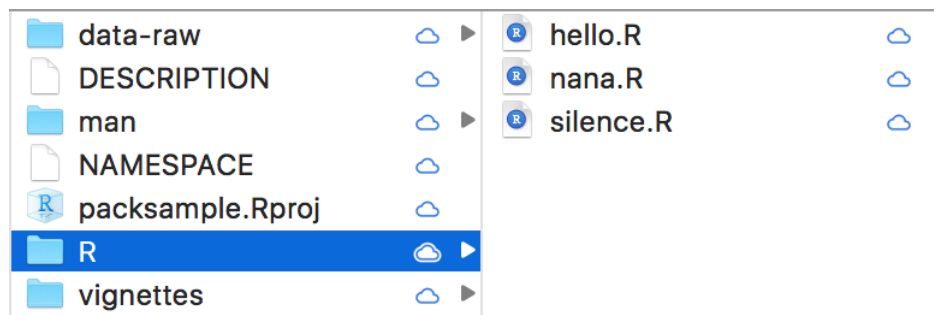 data-raw
DESCRIPTION
man
NAMESPACE
packsample.Rproj
R
vignettes
hello.R
nana.R
silence.R